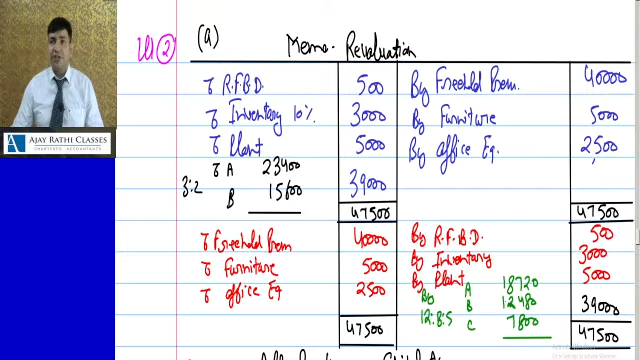 Ill ②
(a) Memo. Revaluation
To R.F.B.D. 500 By Freehold Prem. 40000
To Inventory 10% 3000 By Furniture 5000
To Plant 5000 By Office Eq. 2,500
To A 23400
3:2 B 15600 39000
47500 47500
To Freehold Prem 40000 By R.F.B.D. 500
To Furniture 5000 By Inventory 3000
To Office Eq 2500 By Plant 5000
By A 18720
B 12480 39000
12:8:5 C 7800
47500 47500
AJAY RATHI CLASSES
CHARTERED ACCOUNTANTS